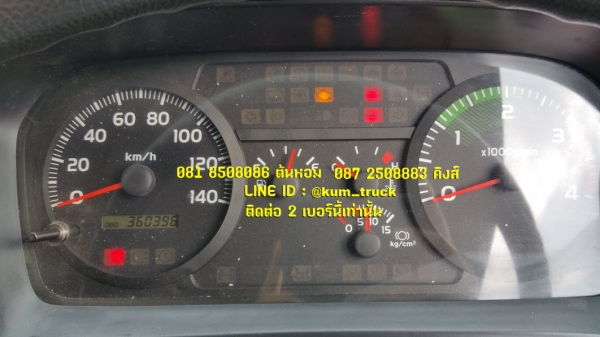 20 40 60 80 100 120 140
km/h
0
ODO 360398
E
H
0 5 10 15
kg/cm²
0 1 2 3 4
x1000r/min
081 8508086 ต้นหอม 087 2508883 คิงส์
LINE ID : @kum_truck
ติดต่อ 2 เบอร์นี้เท่านั้น